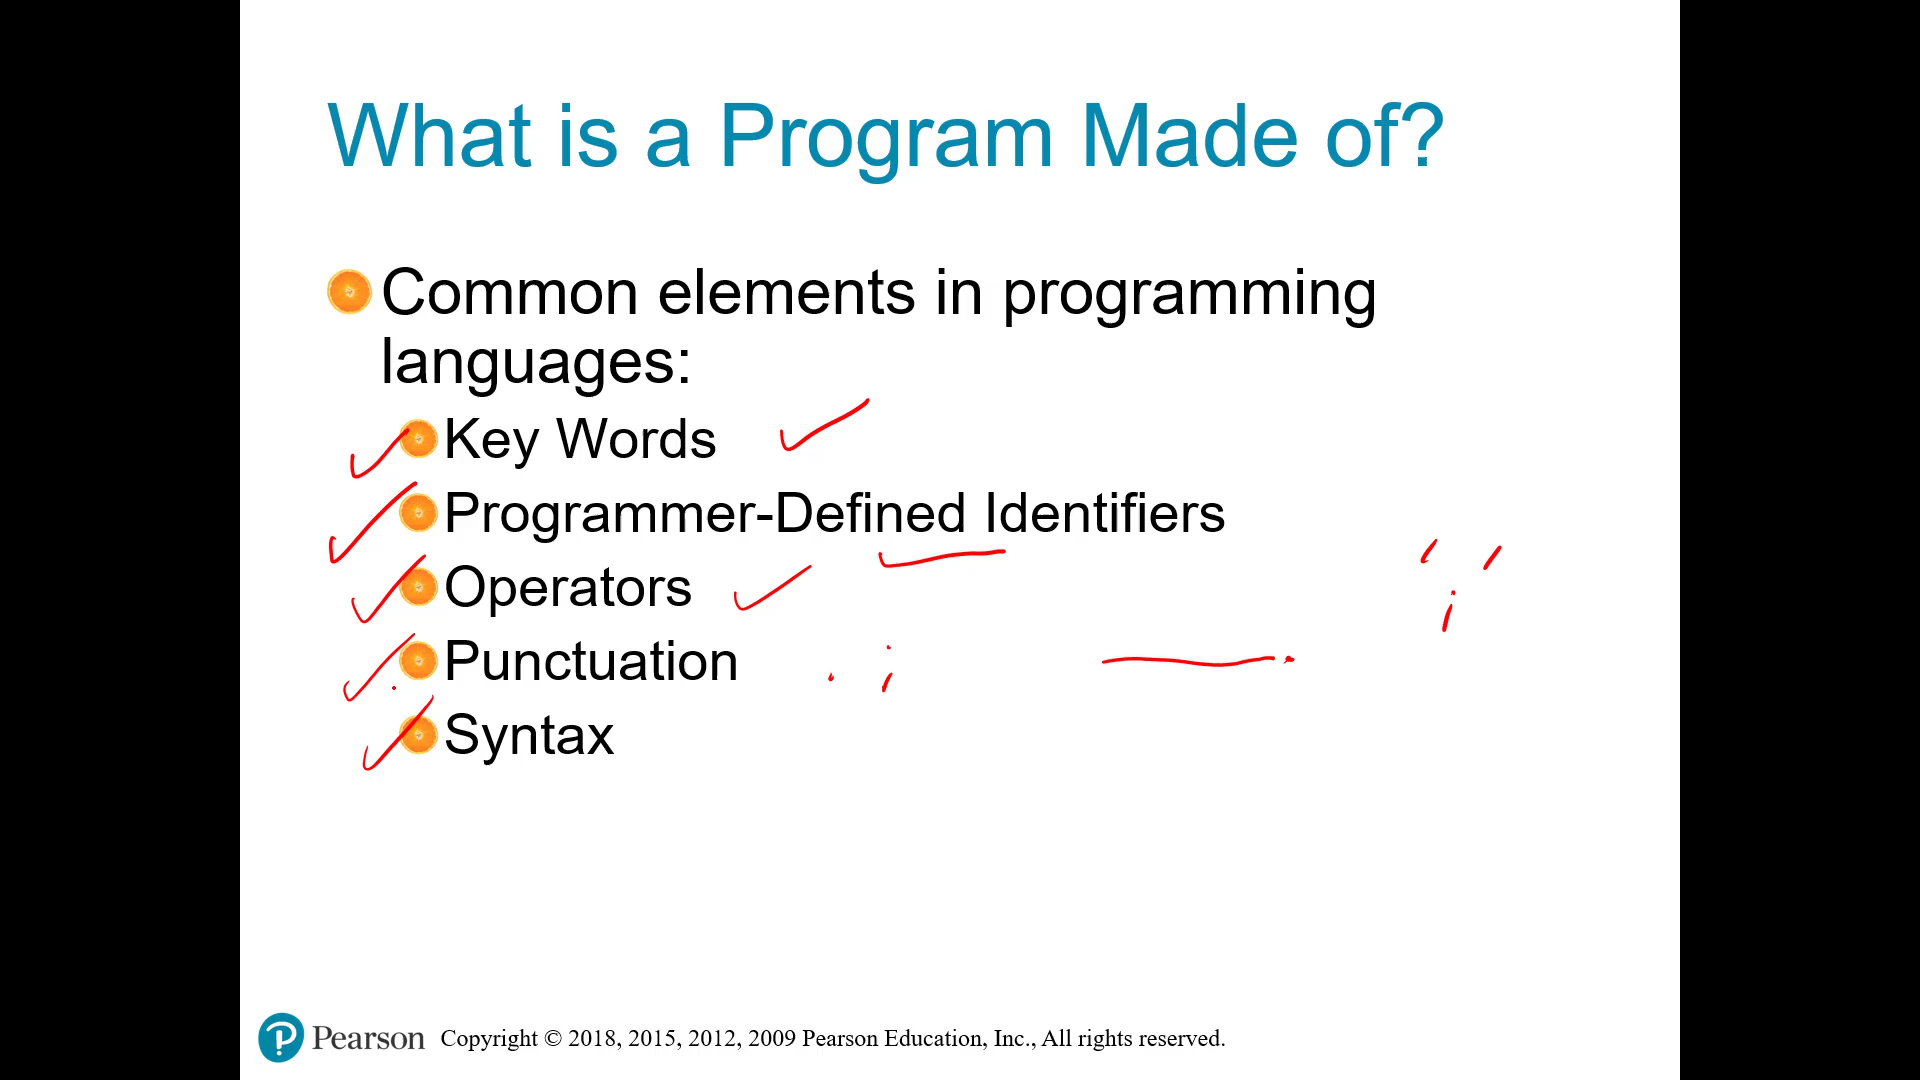 What is a Program Made of?
Common elements in programming
languages:
Key Words
Programmer-Defined Identifiers
Operators
Punctuation . ;
Syntax
Pearson Copyright © 2018, 2015, 2012, 2009 Pearson Education, Inc., All rights reserved.